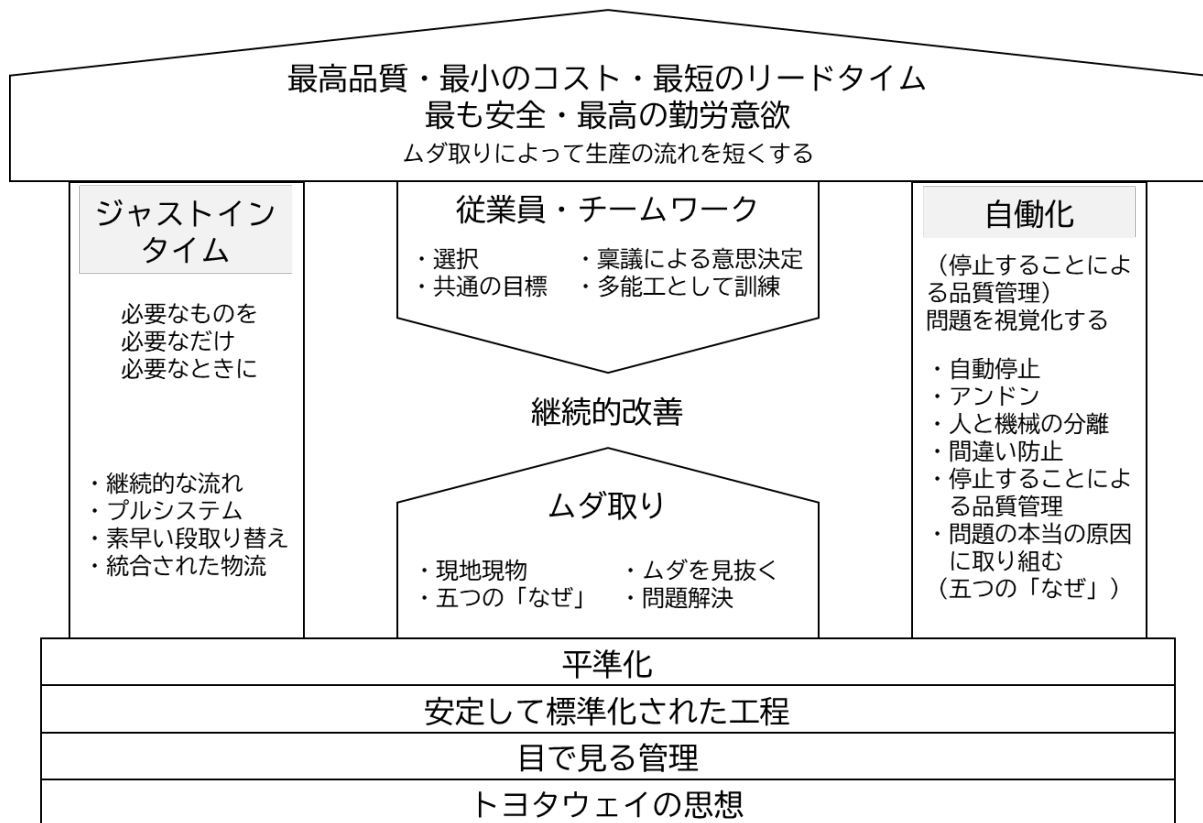 最高品質・最小のコスト・最短のリードタイム
最も安全・最高の勤労意欲
ムダ取りによって生産の流れを短くする
ジャストイン
タイム
必要なものを
必要なだけ
必要なときに
・継続的な流れ
・プルシステム
・素早い段取り替え
・統合された物流
従業員・チームワーク
・選択
・共通の目標
・稟議による意思決定
・多能工として訓練
継続的改善
ムダ取り
・現地現物
・五つの「なぜ」
・ムダを見抜く
・問題解決
自働化
（停止することによ
る品質管理）
問題を視覚化する
・自動停止
・アンドン
・人と機械の分離
・間違い防止
・停止することによ
る品質管理
・問題の本当の原因
に取り組む
（五つの「なぜ」）
平準化
安定して標準化された工程
目で見る管理
トヨタウェイの思想